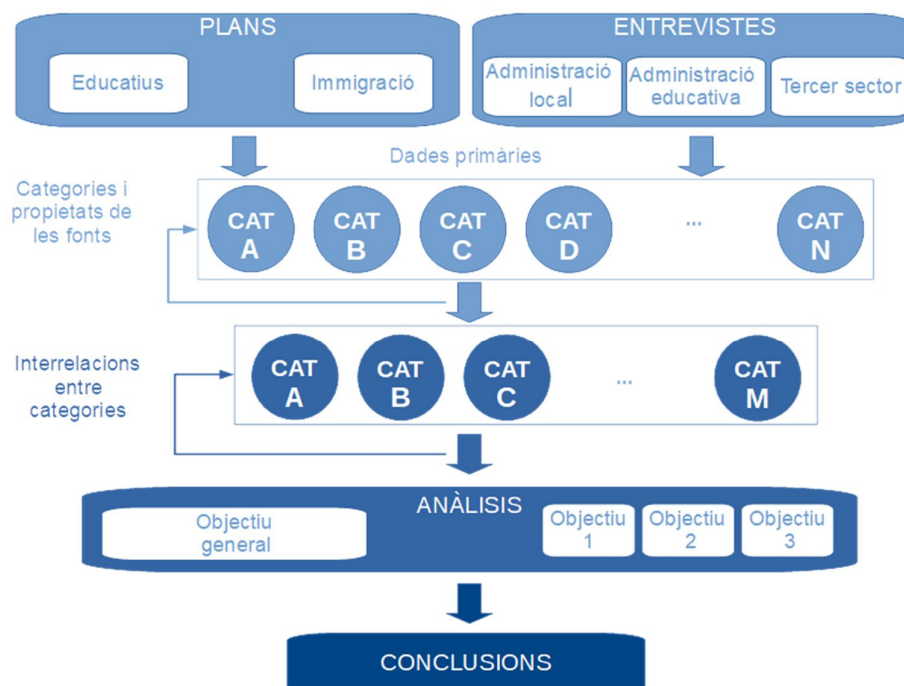 PLANS
Educatius
Immigració
ENTREVISTES
Administració
local
Administració
educativa
Tercer sector
Dades primàries
Categories i
propietats de
les fonts
CAT
A
CAT
B
CAT
C
CAT
D
...
CAT
N
Interrelacions
entre
categories
CAT
A
CAT
B
CAT
C
...
CAT
M
ANÀLISIS
Objectiu
general
Objectiu
1
Objectiu
2
Objectiu
3
CONCLUSIONS